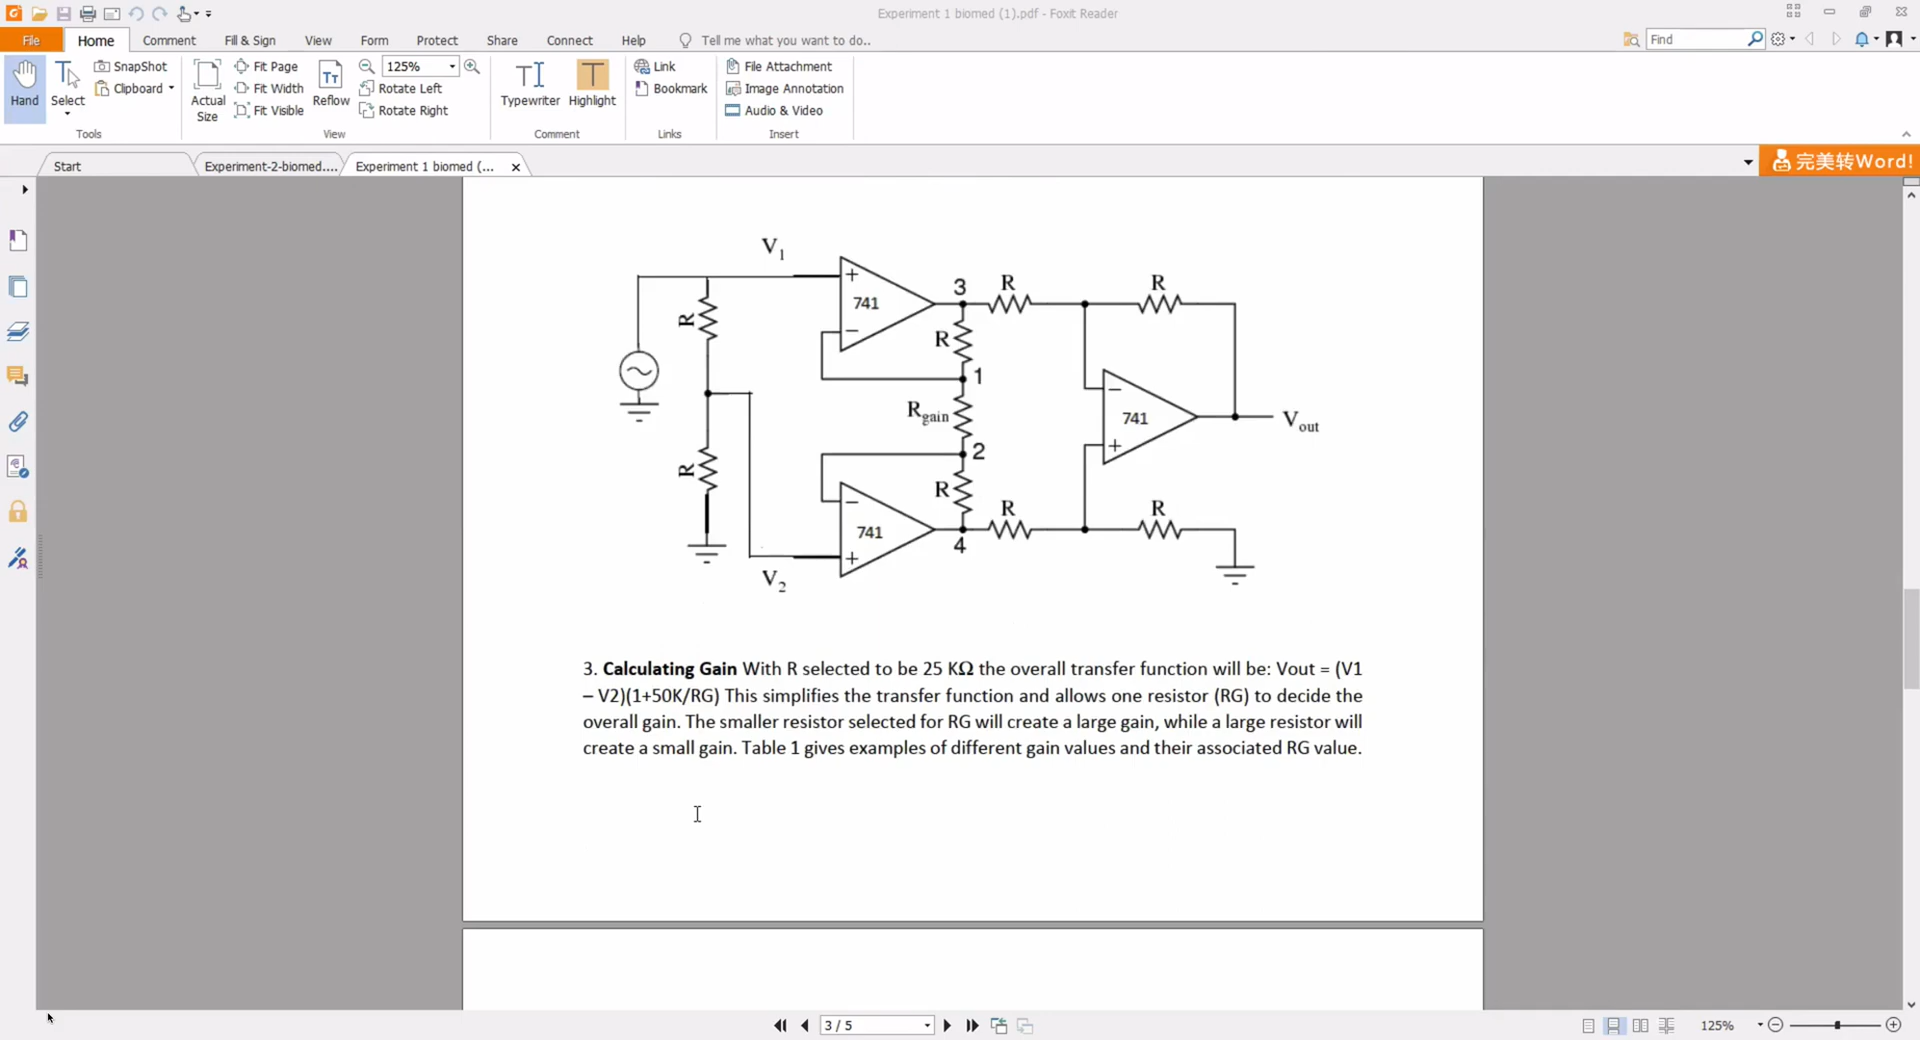 Experiment 1 biomed (1).pdf - Foxit Reader
File Home Comment Fill & Sign View Form Protect Share Connect Help Tell me what you want to do.. Find
Hand
Select
SnapShot
Clipboard
Tools
Actual Size
Fit Page
Fit Width
Fit Visible
Reflow
125%
Rotate Left
Rotate Right
View
Typewriter
Highlight
Comment
Link
Bookmark
Links
File Attachment
Image Annotation
Audio & Video
Insert
Start
Experiment-2-biomed....
Experiment 1 biomed (...
完美转Word!
V1
+
741
−
3
R
R
R
R
1
Rgain
−
741
+
Vout
2
R
R
−
741
+
4
R
R
V2
3. Calculating Gain With R selected to be 25 KΩ the overall transfer function will be: Vout = (V1
– V2)(1+50K/RG) This simplifies the transfer function and allows one resistor (RG) to decide the
overall gain. The smaller resistor selected for RG will create a large gain, while a large resistor will
create a small gain. Table 1 gives examples of different gain values and their associated RG value.
3 / 5
125%